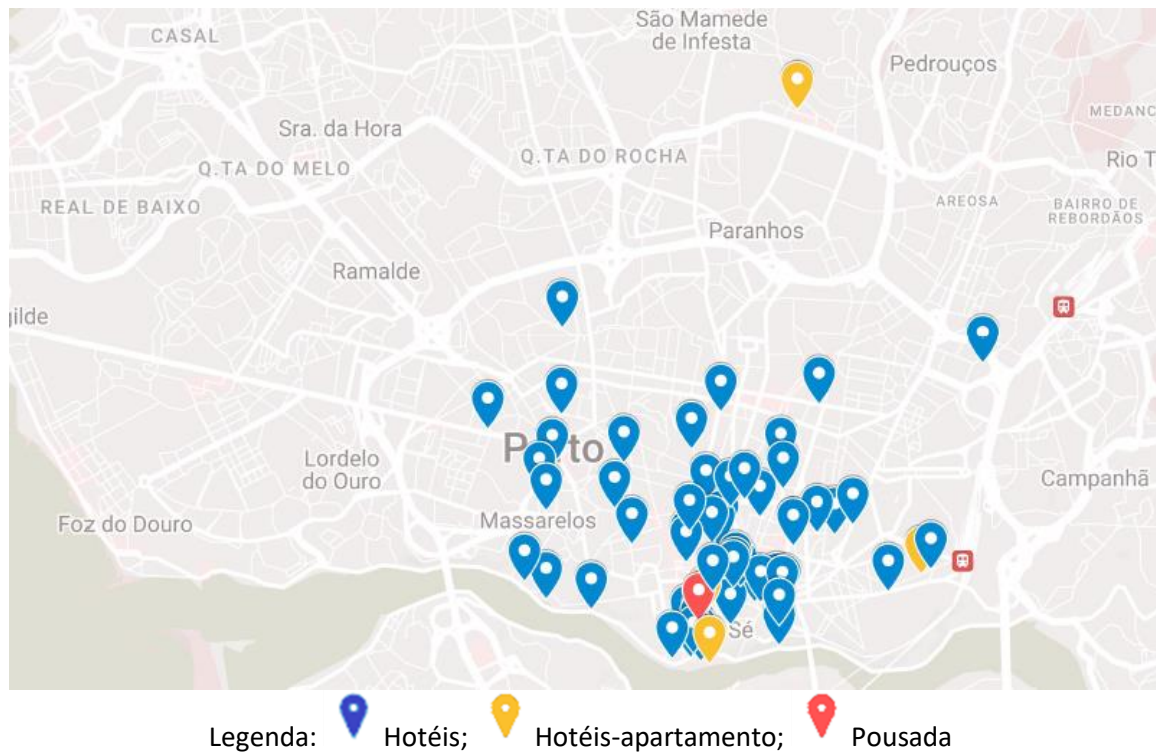 São Mamede
de Infesta
CASAL
Pedrouços
MEDANC
Sra. da Hora
Q.TA DO ROCHA
Rio T
Q.TA DO MELO
REAL DE BAIXO
AREOSA
BAIRRO DE
REBORDÃOS
Paranhos
Ramalde
gilde
Porto
Lordelo
do Ouro
Campanhã
Foz do Douro
Massarelos
Sé
Legenda: Hotéis; Hotéis-apartamento; Pousada